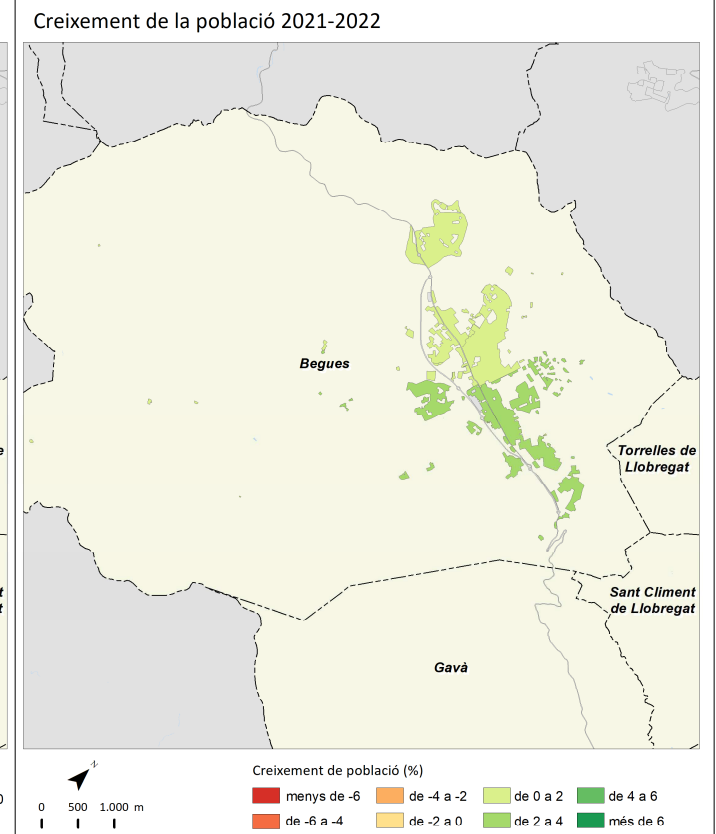 Creixement de la població 2021-2022
Begues
Torrelles de
Llobregat
Sant Climent
de Llobregat
Gavà
N
0 500 1.000 m
Creixement de població (%)
menys de -6
de -4 a -2
de 0 a 2
de 4 a 6
de -6 a -4
de -2 a 0
de 2 a 4
més de 6